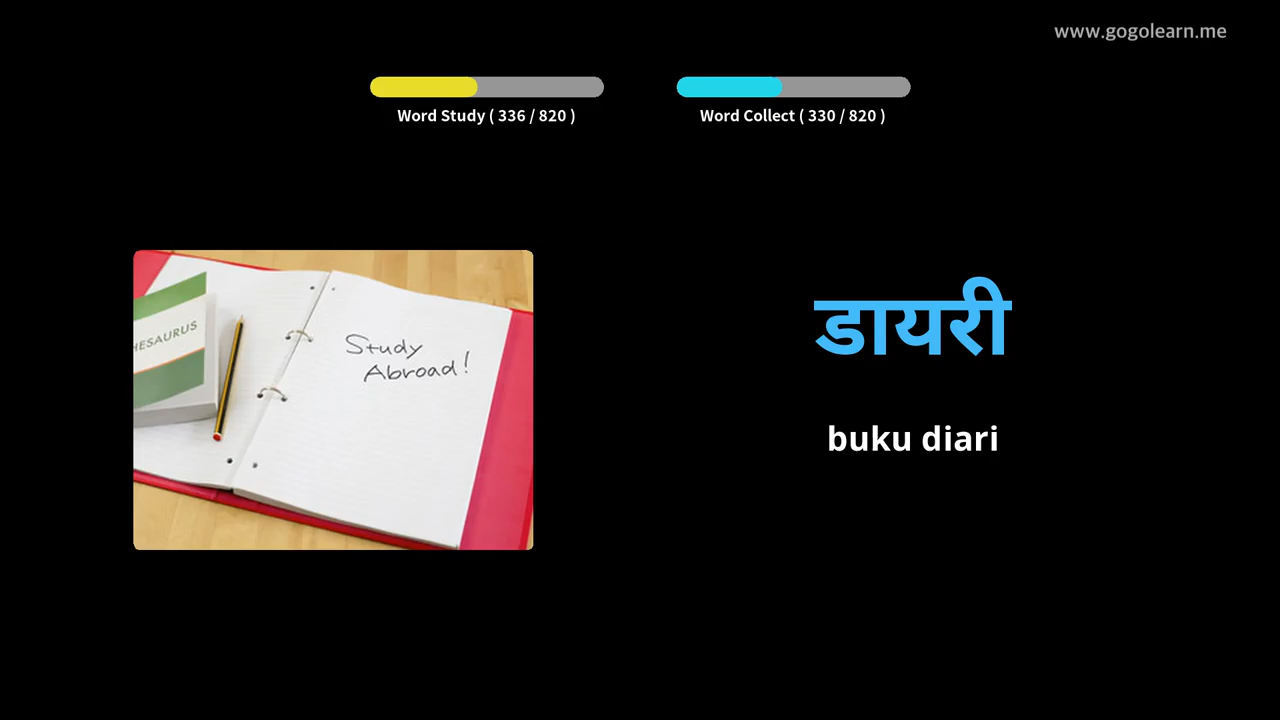 www.gogolearn.me
Word Study ( 336 / 820 )
Word Collect ( 330 / 820 )
HESAURUS
Study
Abroad!
डायरी
buku diari